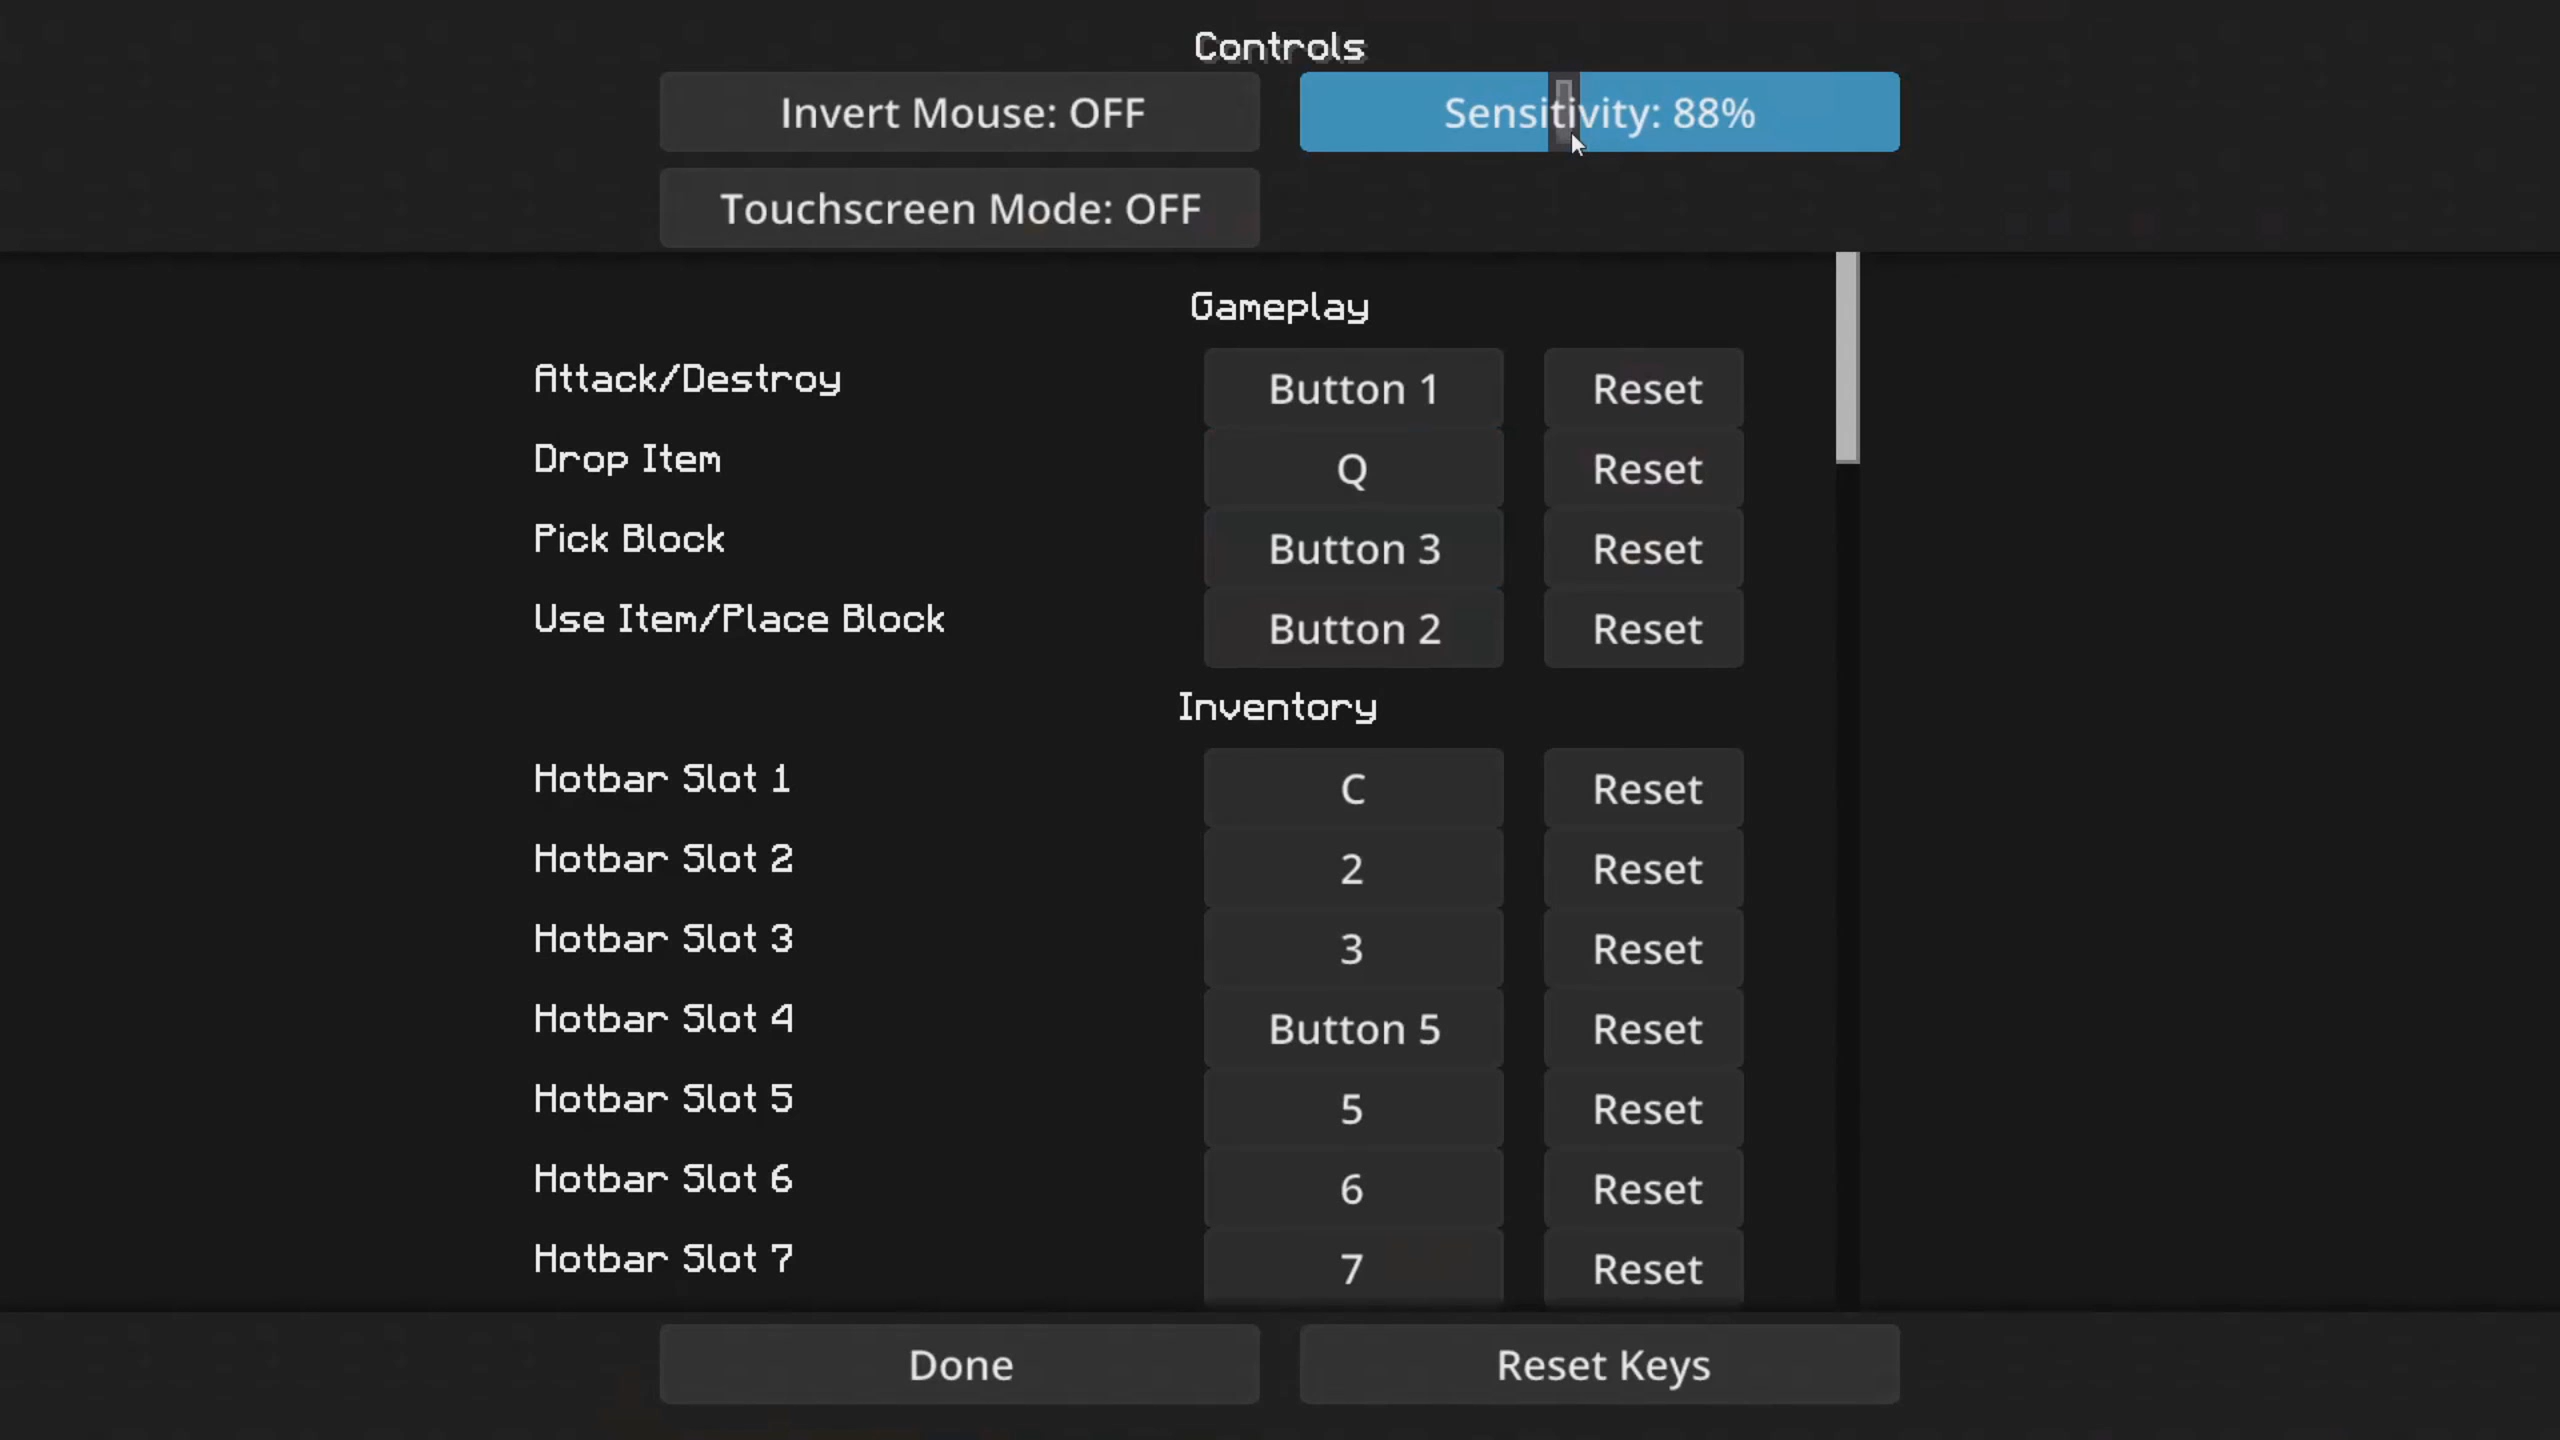 Controls
Invert Mouse: OFF
Sensitivity: 88%
Touchscreen Mode: OFF
Gameplay
Attack/Destroy Button 1 Reset
Drop Item Q Reset
Pick Block Button 3 Reset
Use Item/Place Block Button 2 Reset
Inventory
Hotbar Slot 1 C Reset
Hotbar Slot 2 2 Reset
Hotbar Slot 3 3 Reset
Hotbar Slot 4 Button 5 Reset
Hotbar Slot 5 5 Reset
Hotbar Slot 6 6 Reset
Hotbar Slot 7 7 Reset
Done
Reset Keys